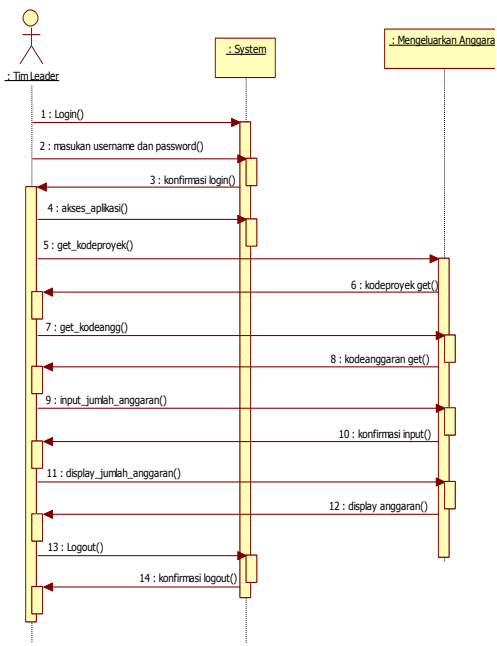 : Tim Leader
: System
: Mengeluarkan Anggara
1 : Login()
2 : masukan username dan password()
3 : konfirmasi login()
4 : akses_aplikasi()
5 : get_kodeproyek()
6 : kodeproyek get()
7 : get_kodeangg()
8 : kodeanggaran get()
9 : input_jumlah_anggaran()
10 : konfirmasi input()
11 : display_jumlah_anggaran()
12 : display anggaran()
13 : Logout()
14 : konfirmasi logout()